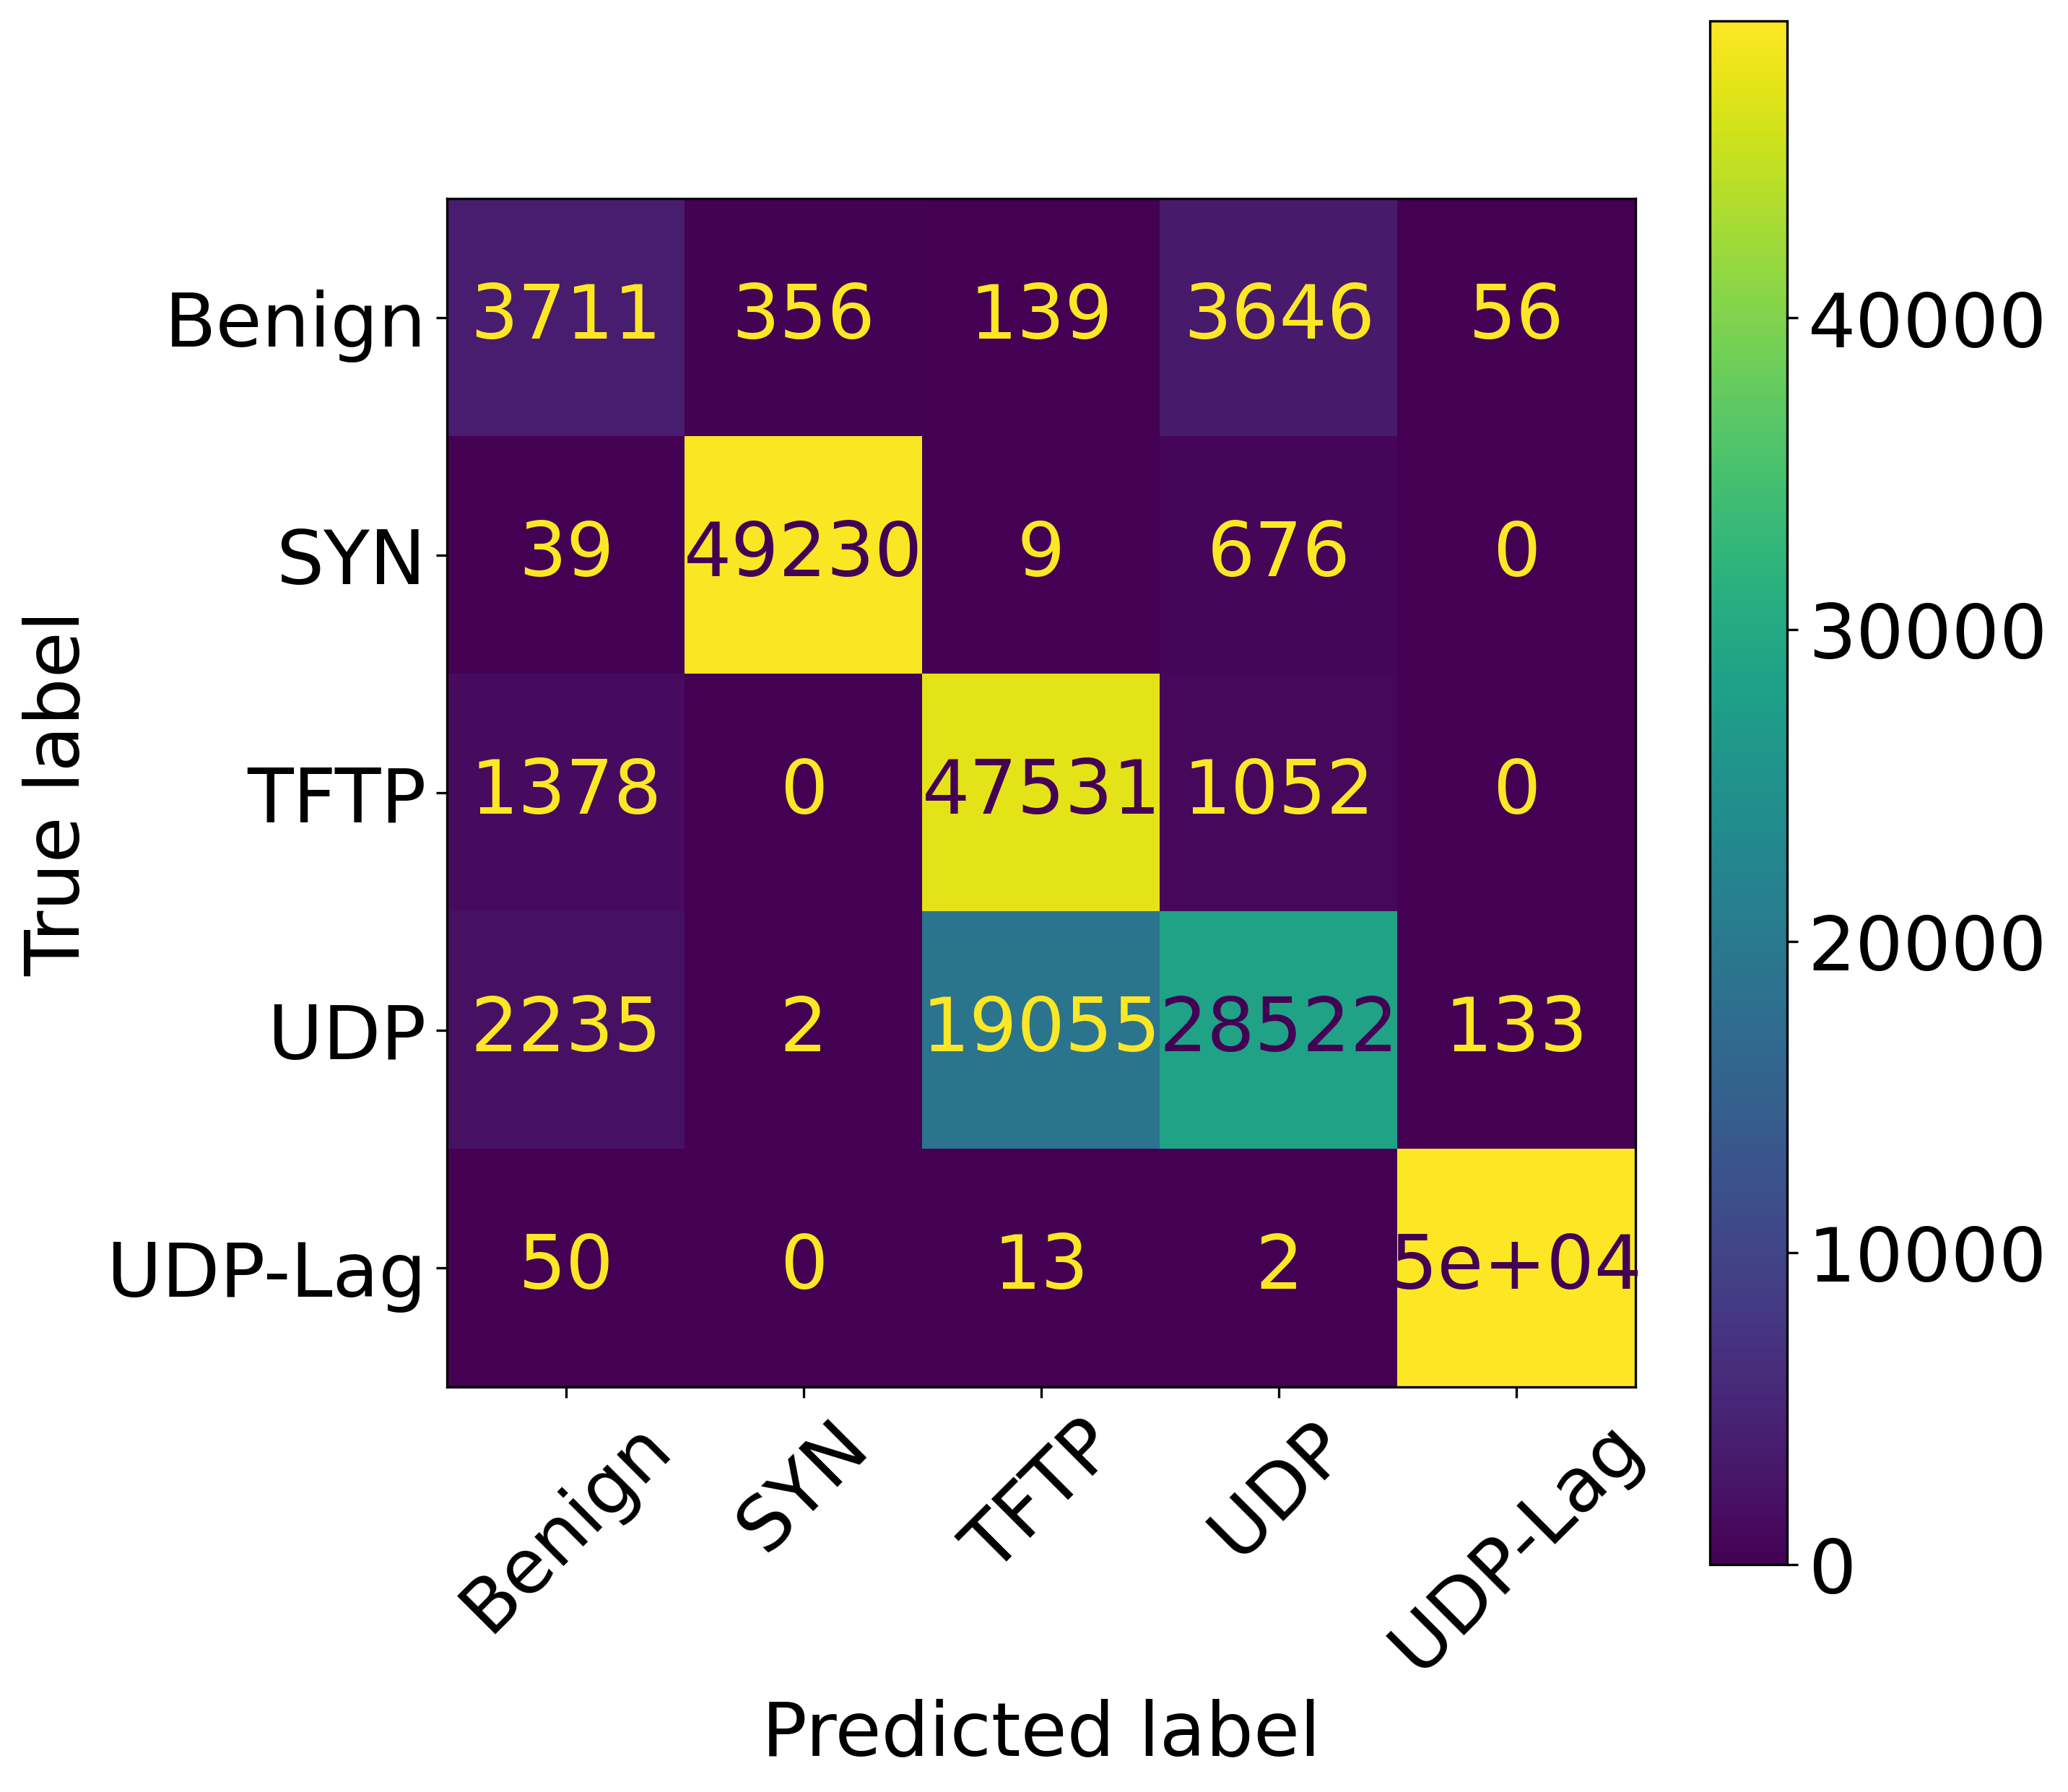 Benign 3711 356 139 3646 56
SYN 39 49230 9 676 0
TFTP 1378 0 47531 1052 0
UDP 2235 2 19055 28522 133
UDP-Lag 50 0 13 2 5e+04
Benign SYN TFTP UDP UDP-Lag
Predicted label
True label
40000
30000
20000
10000
0